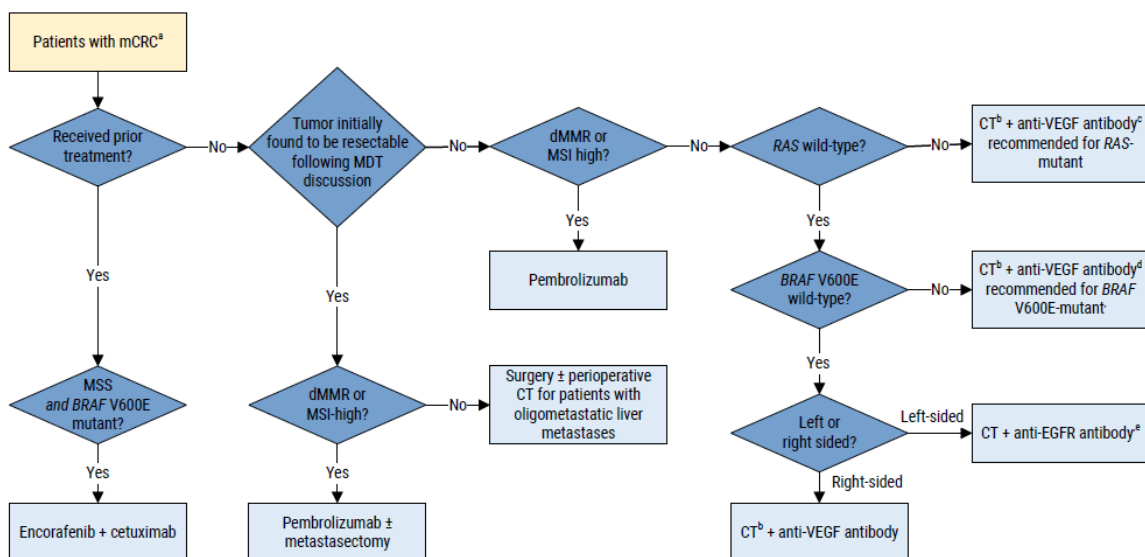 Patients with mCRCᵃ
Received prior
treatment?
No
Tumor initially
found to be resectable
following MDT
discussion
No
dMMR or
MSI high?
No
RAS wild-type?
No
CTᵇ + anti-VEGF antibodyᶜ
recommended for RAS-
mutant
Yes
Yes
Pembrolizumab
Yes
BRAF V600E
wild-type?
No
CTᵇ + anti-VEGF antibodyᵈ
recommended for BRAF
V600E-mutant
Yes
Yes
MSS
and BRAF V600E
mutant?
dMMR or
MSI-high?
No
Surgery ± perioperative
CT for patients with
oligometastatic liver
metastases
Left or
right sided?
Left-sided
CT + anti-EGFR antibodyᵉ
Yes
Yes
Right-sided
Encorafenib + cetuximab
Pembrolizumab ±
metastasectomy
CTᵇ + anti-VEGF antibody